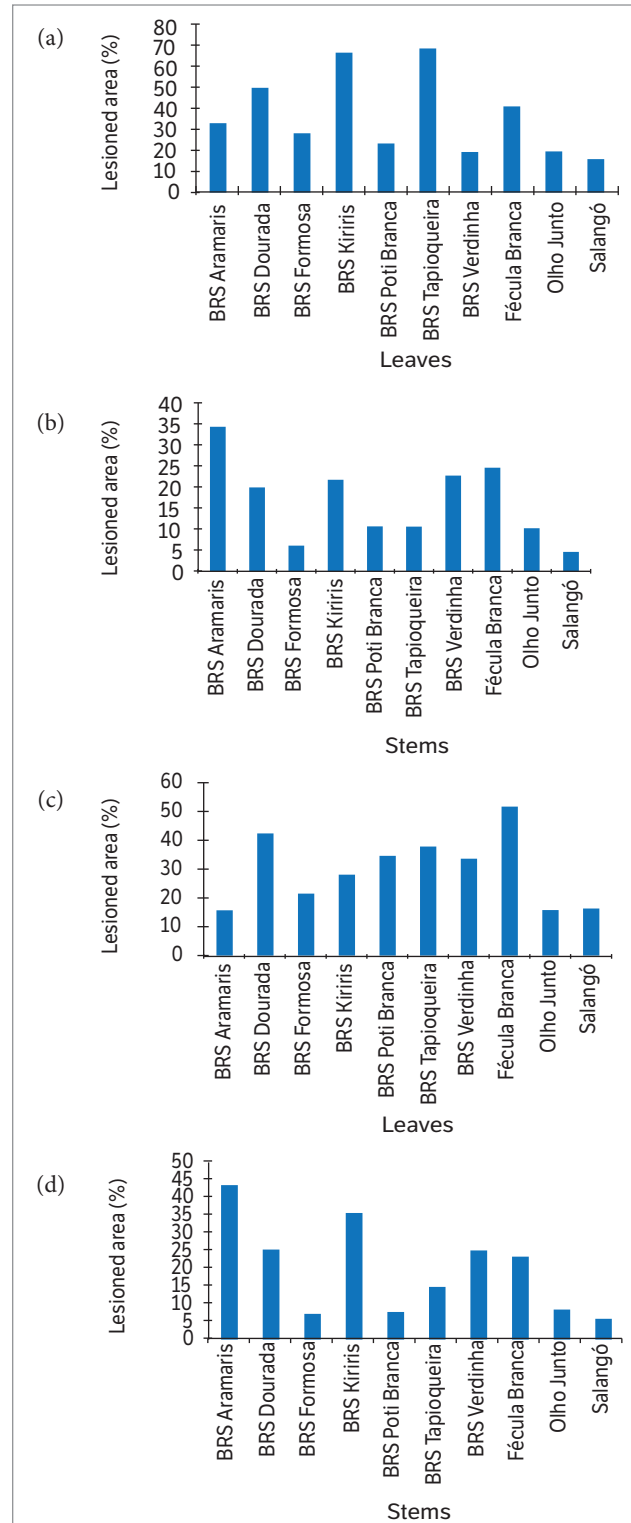 (a)
Lesioned area (%)
80
70
60
50
40
30
20
10
0
BRS Aramaris
BRS Dourada
BRS Formosa
BRS Kiriris
BRS Poti Branca
BRS Tapioqueira
BRS Verdinha
Fécula Branca
Olho Junto
Salangó
Leaves
(b)
Lesioned area (%)
40
35
30
25
20
15
10
5
0
BRS Aramaris
BRS Dourada
BRS Formosa
BRS Kiriris
BRS Poti Branca
BRS Tapioqueira
BRS Verdinha
Fécula Branca
Olho Junto
Salangó
Stems
(c)
Lesioned area (%)
60
50
40
30
20
10
0
BRS Aramaris
BRS Dourada
BRS Formosa
BRS Kiriris
BRS Poti Branca
BRS Tapioqueira
BRS Verdinha
Fécula Branca
Olho Junto
Salangó
Leaves
(d)
Lesioned area (%)
50
45
40
35
30
25
20
15
10
5
0
BRS Aramaris
BRS Dourada
BRS Formosa
BRS Kiriris
BRS Poti Branca
BRS Tapioqueira
BRS Verdinha
Fécula Branca
Olho Junto
Salangó
Stems